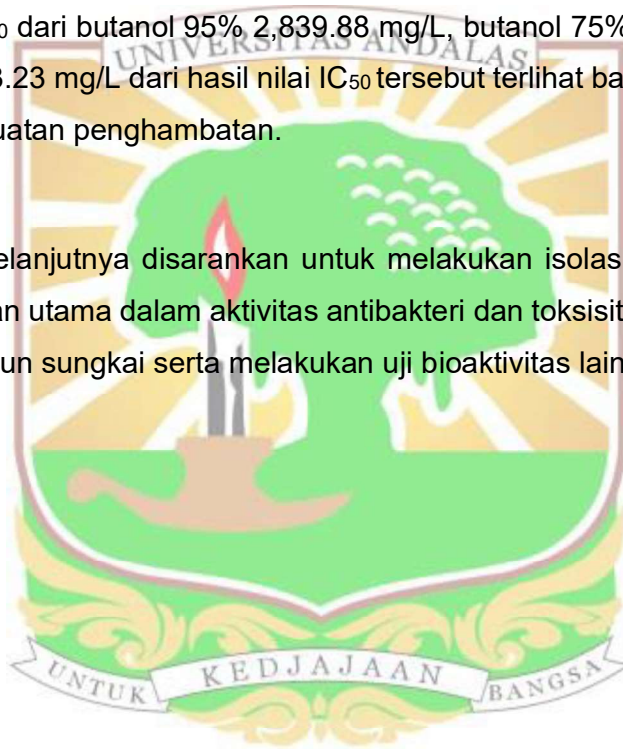 0 dari butanol 95% 2,839.88 mg/L, butanol 75%
UNIVERSITAS ANDALAS
3.23 mg/L dari hasil nilai IC50 tersebut terlihat ba
uatan penghambatan.
elanjutnya disarankan untuk melakukan isolas
an utama dalam aktivitas antibakteri dan toksisit
un sungkai serta melakukan uji bioaktivitas lain
UNTUK KEDJAJAAN BANGSA